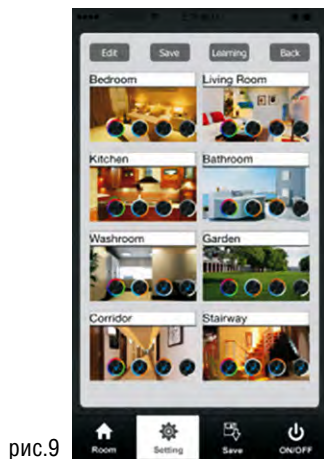 Edit Save Learning Back
Bedroom Living Room
Kitchen Bathroom
Washroom Garden
Corridor Stairway
Room Setting Save ON/OFF
рис.9